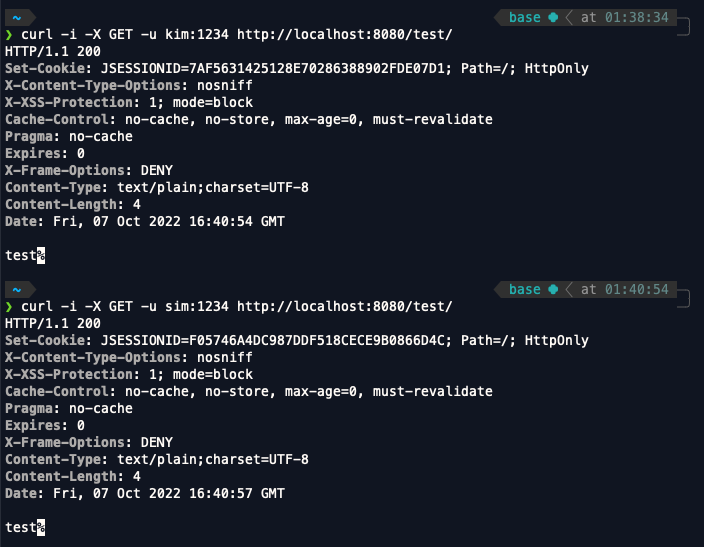 ~ base at 01:38:34
❯ curl -i -X GET -u kim:1234 http://localhost:8080/test/
HTTP/1.1 200
Set-Cookie: JSESSIONID=7AF5631425128E70286388902FDE07D1; Path=/; HttpOnly
X-Content-Type-Options: nosniff
X-XSS-Protection: 1; mode=block
Cache-Control: no-cache, no-store, max-age=0, must-revalidate
Pragma: no-cache
Expires: 0
X-Frame-Options: DENY
Content-Type: text/plain;charset=UTF-8
Content-Length: 4
Date: Fri, 07 Oct 2022 16:40:54 GMT
test%
~ base at 01:40:54
❯ curl -i -X GET -u sim:1234 http://localhost:8080/test/
HTTP/1.1 200
Set-Cookie: JSESSIONID=F05746A4DC987DDF518CECE9B0866D4C; Path=/; HttpOnly
X-Content-Type-Options: nosniff
X-XSS-Protection: 1; mode=block
Cache-Control: no-cache, no-store, max-age=0, must-revalidate
Pragma: no-cache
Expires: 0
X-Frame-Options: DENY
Content-Type: text/plain;charset=UTF-8
Content-Length: 4
Date: Fri, 07 Oct 2022 16:40:57 GMT
test%